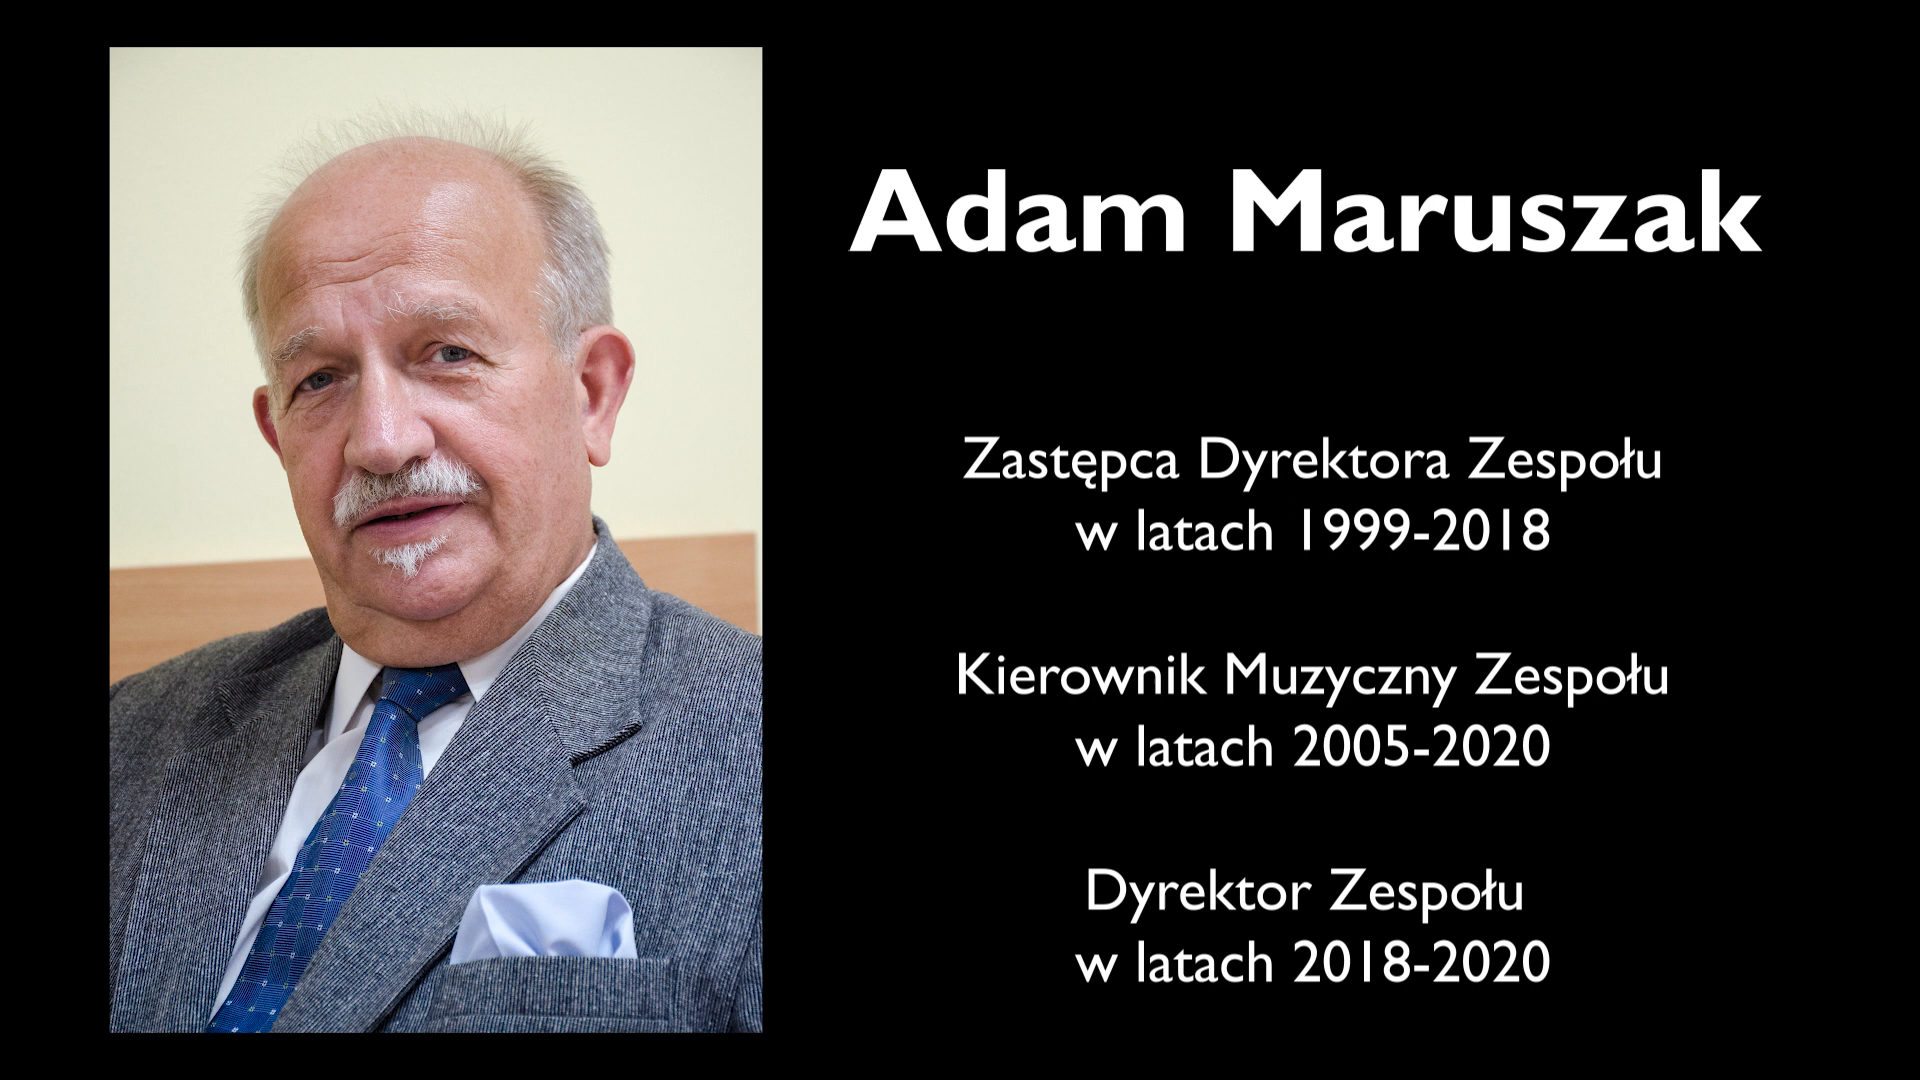 Adam Maruszak
Zastępca Dyrektora Zespołu
w latach 1999-2018
Kierownik Muzyczny Zespołu
w latach 2005-2020
Dyrektor Zespołu
w latach 2018-2020